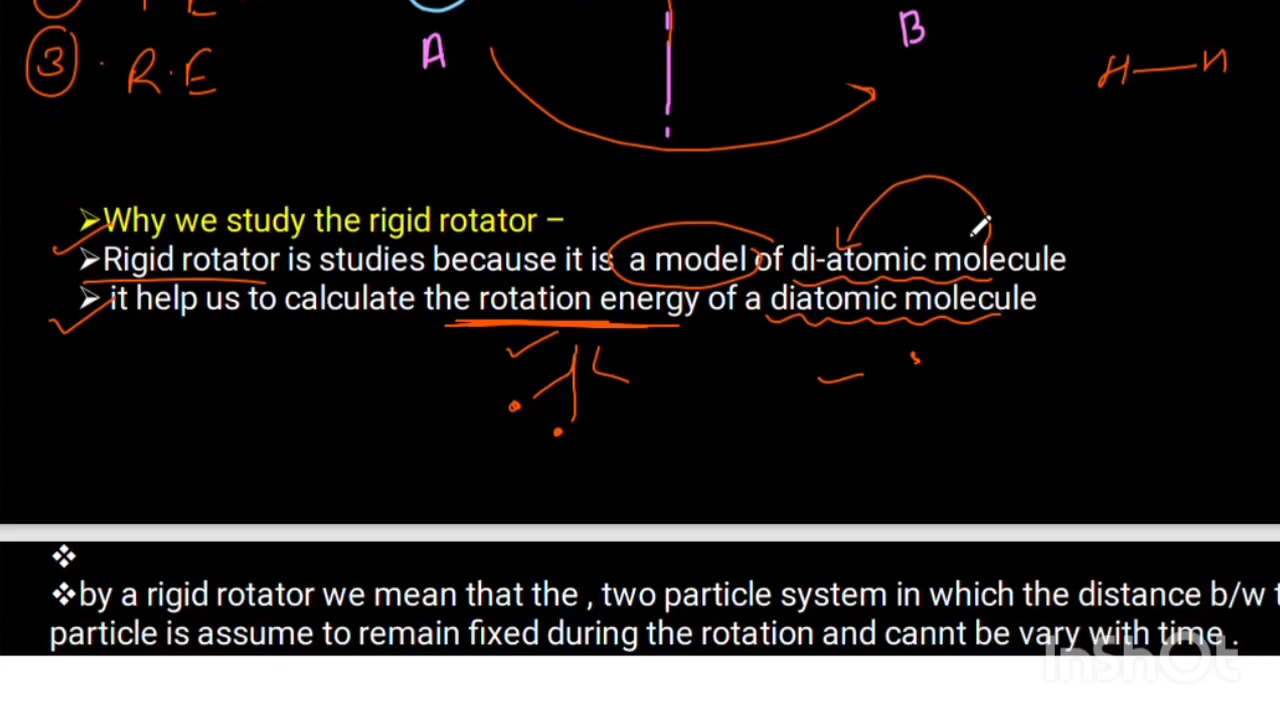 A
B
③ R.E
H—H
➢Why we study the rigid rotator –
➢Rigid rotator is studies because it is a model of di-atomic molecule
➢ it help us to calculate the rotation energy of a diatomic molecule
❖
❖by a rigid rotator we mean that the , two particle system in which the distance b/w
particle is assume to remain fixed during the rotation and cannt be vary with time .
InShOt